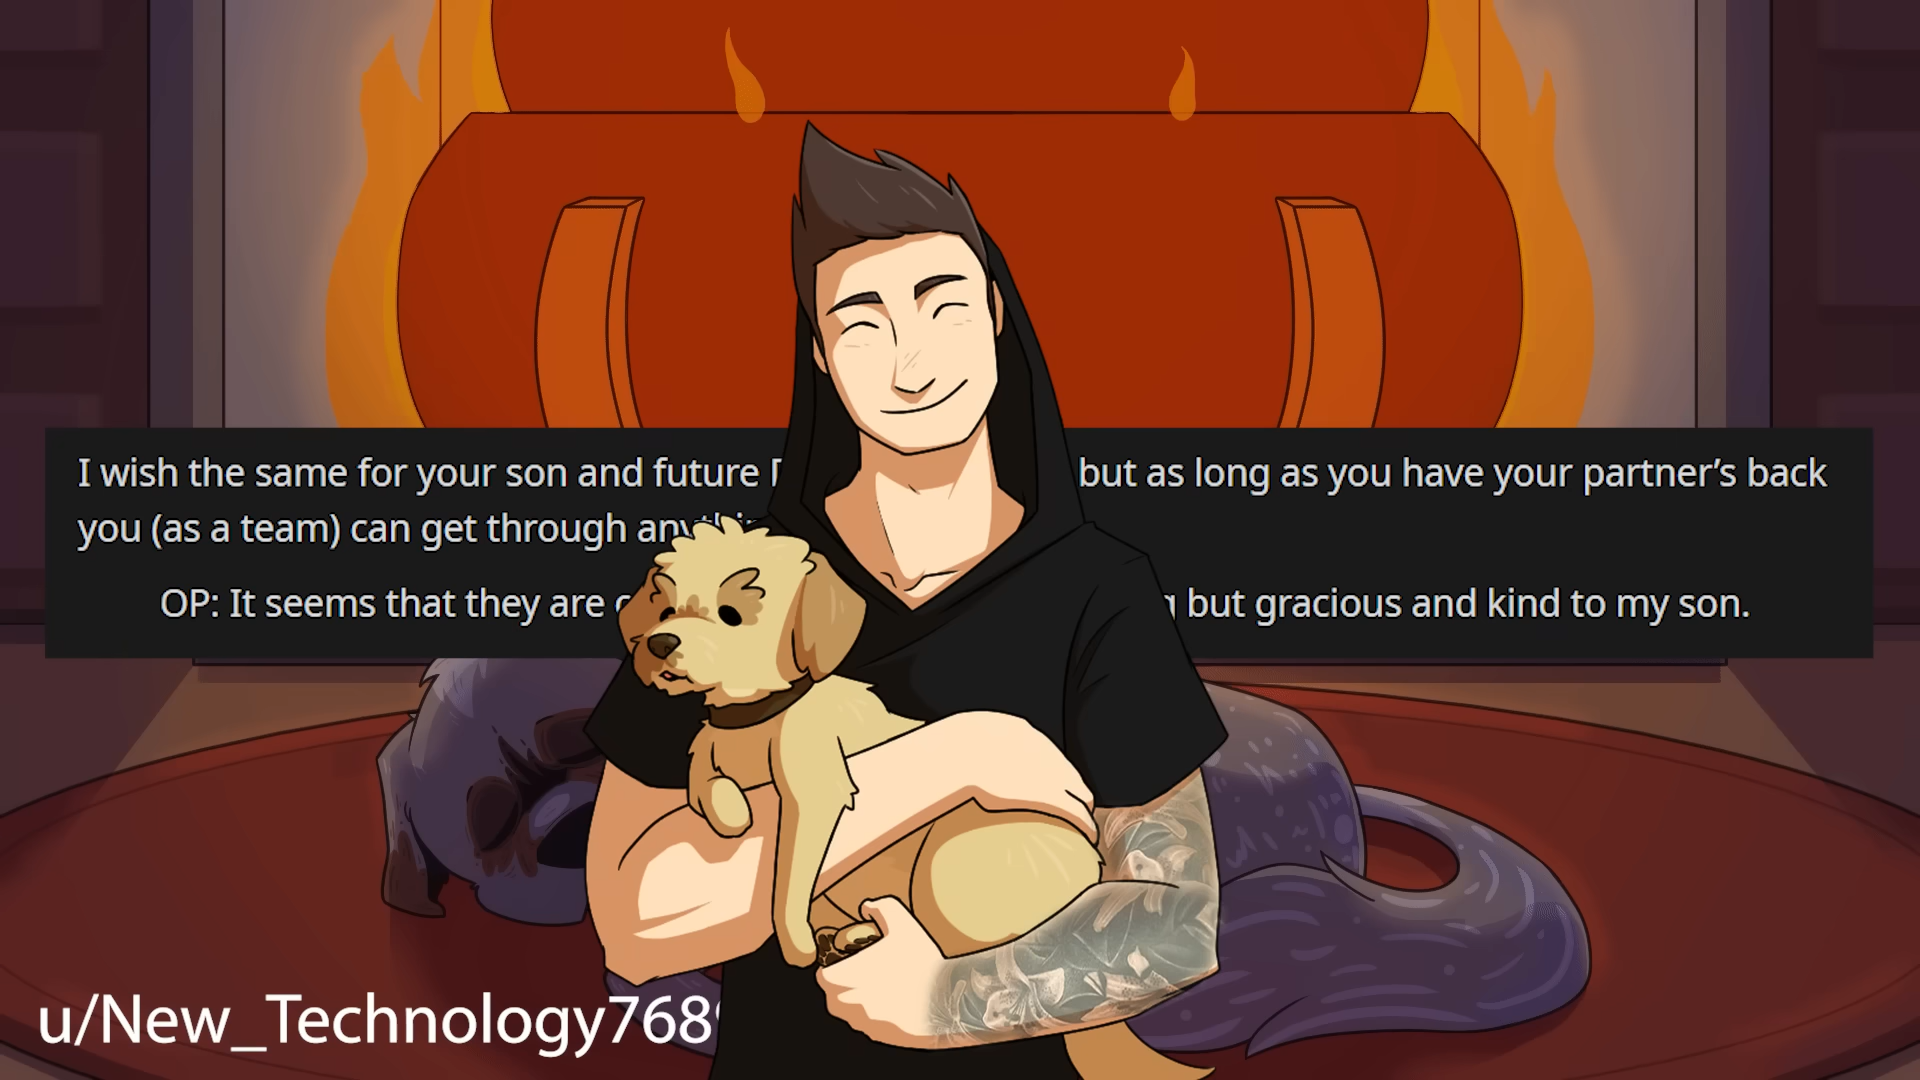 I wish the same for your son and future but as long as you have your partner’s back
you (as a team) can get through
OP: It seems that they are but gracious and kind to my son.
u/New_Technology768